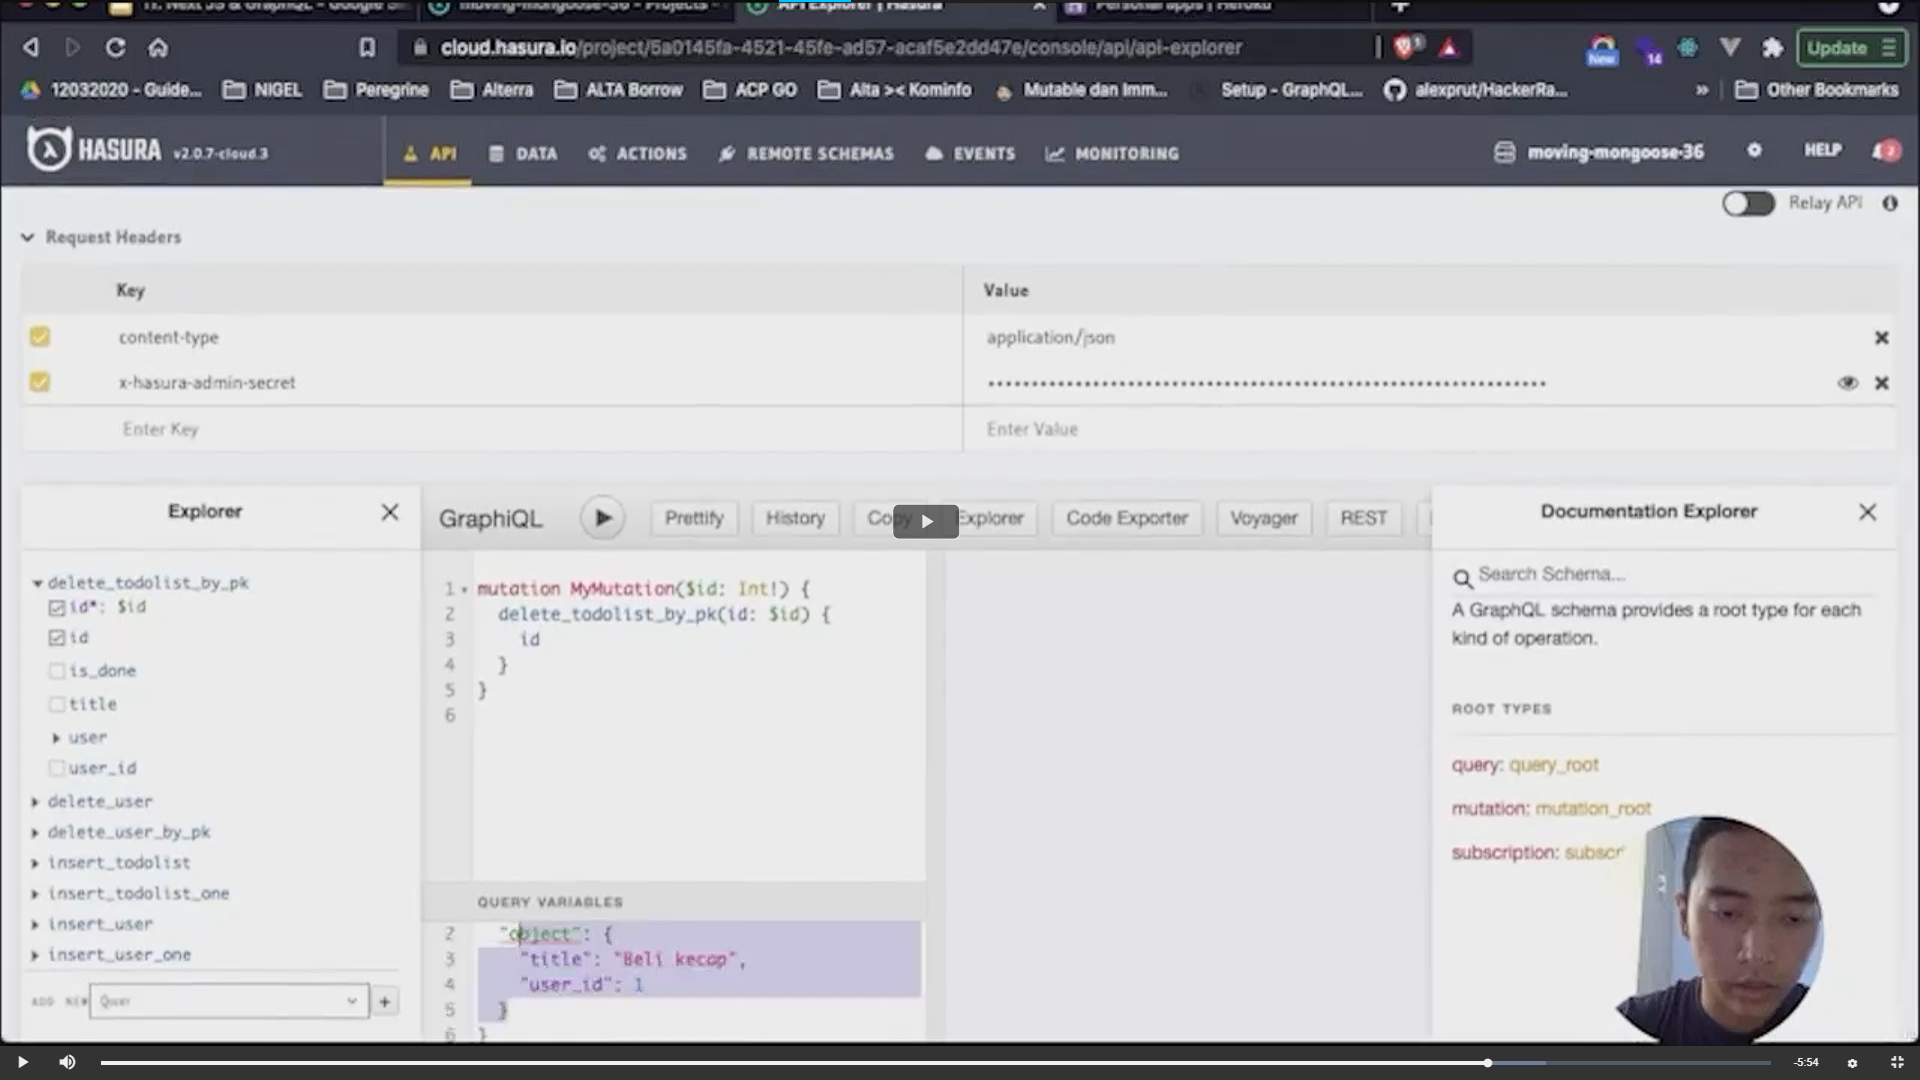 moving-mongoose-36 - Projects
API Explorer | Hasura
Personal apps | Heroku
cloud.hasura.io/project/5a0145fa-4521-45fe-ad57-acaf5e2dd47e/console/api/api-explorer
New
14
Update
12032020 - Guide...
NIGEL
Peregrine
Alterra
ALTA Borrow
ACP GO
Alta >< Kominfo
Mutable dan Imm...
Setup - GraphQL...
alexprut/HackerRa...
»
Other Bookmarks
HASURA v2.0.7-cloud.3
API
DATA
ACTIONS
REMOTE SCHEMAS
EVENTS
MONITORING
moving-mongoose-36
HELP
Relay API
Request Headers
Key
Value
content-type
application/json
x-hasura-admin-secret
Enter Key
Enter Value
Explorer
delete_todolist_by_pk
id*: $id
id
is_done
title
user
user_id
delete_user
delete_user_by_pk
insert_todolist
insert_todolist_one
insert_user
insert_user_one
ADD NEW
Query
+
GraphiQL
Prettify
History
Copy
Explorer
Code Exporter
Voyager
REST
1 mutation MyMutation($id: Int!) {
2 delete_todolist_by_pk(id: $id) {
3 id
4 }
5 }
6
QUERY VARIABLES
2 "object": {
3 "title": "Beli kecap",
4 "user_id": 1
5 }
6 }
Documentation Explorer
Search Schema...
A GraphQL schema provides a root type for each
kind of operation.
ROOT TYPES
query: query_root
mutation: mutation_root
subscription: subscr
-5:54